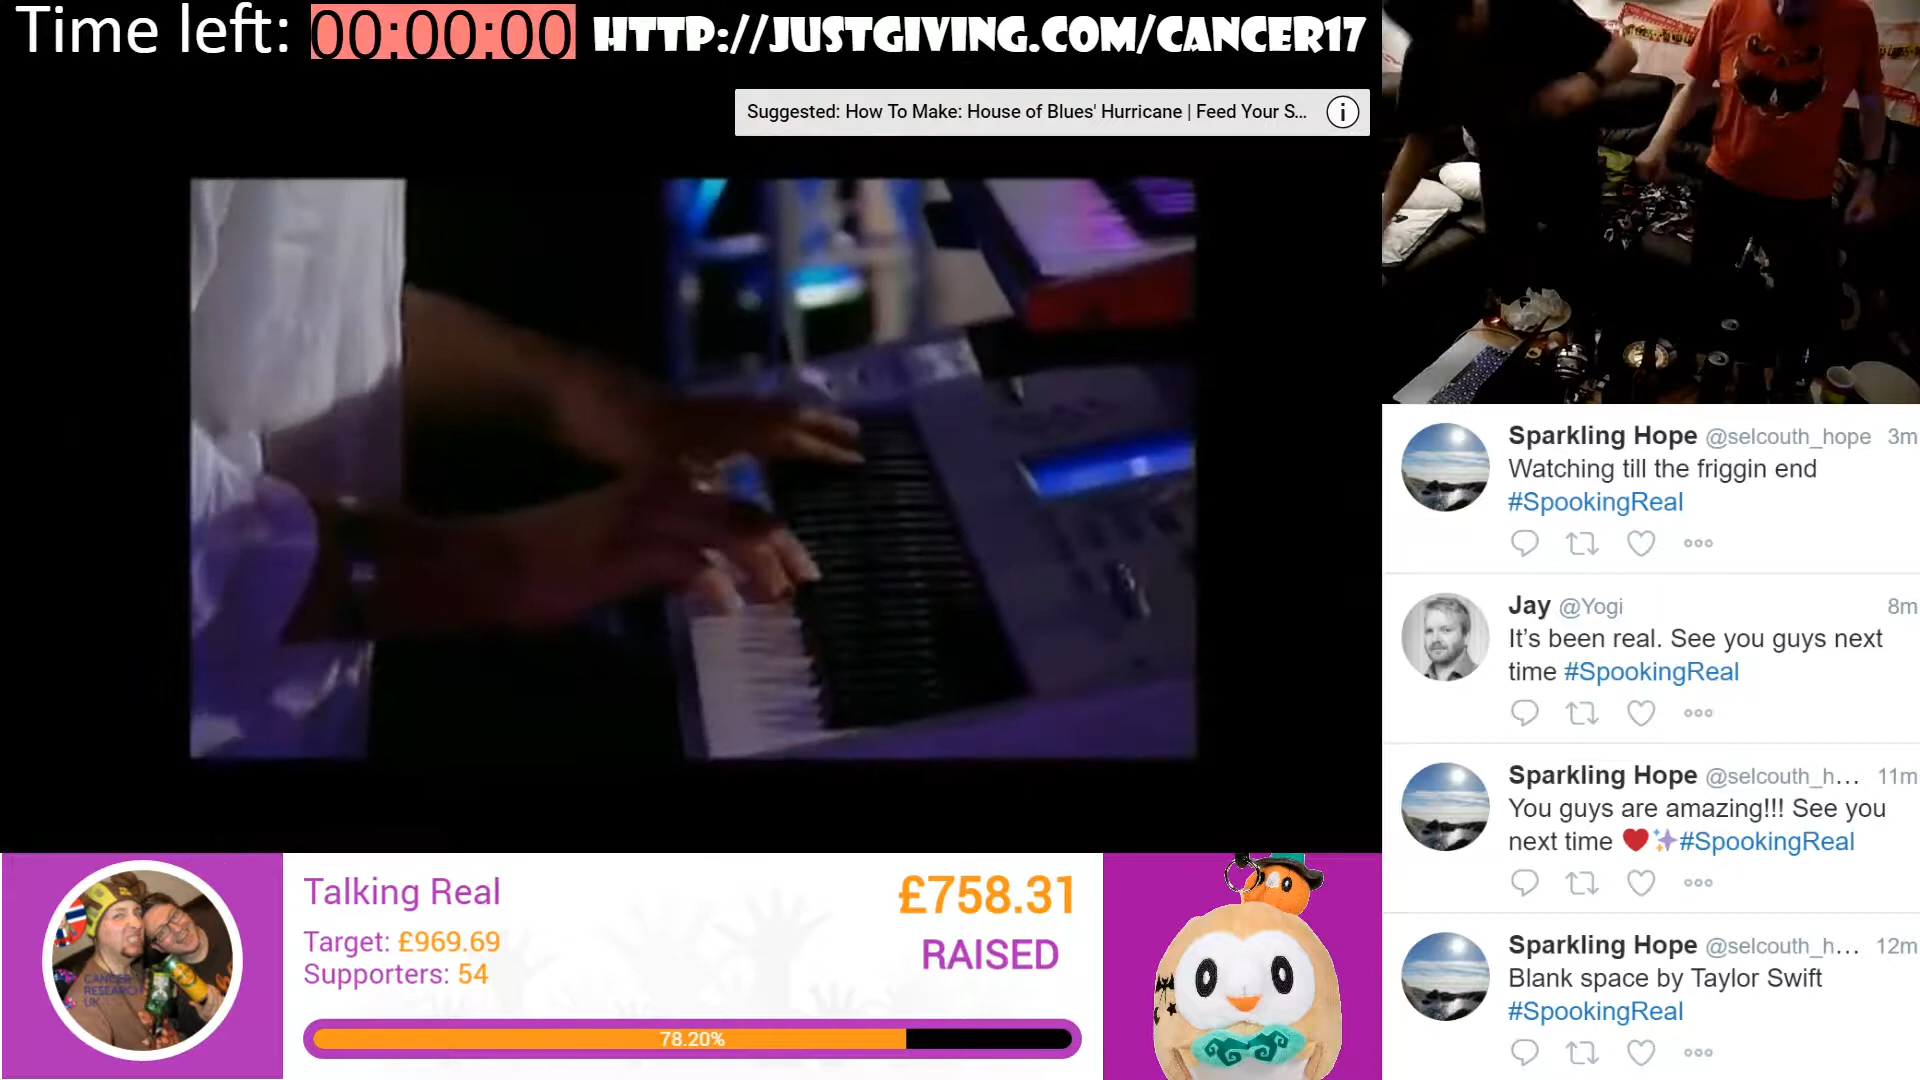 Time left: 00:00:00 HTTP://JUSTGIVING.COM/CANCER17
Suggested: How To Make: House of Blues' Hurricane | Feed Your S...
Sparkling Hope @selcouth_hope 3m
Watching till the friggin end
#SpookingReal
Jay @Yogi 8m
It's been real. See you guys next
time #SpookingReal
Sparkling Hope @selcouth_h... 11m
You guys are amazing!!! See you
next time ❤️✨#SpookingReal
Sparkling Hope @selcouth_h... 12m
Blank space by Taylor Swift
#SpookingReal
Talking Real
Target: £969.69
Supporters: 54
£758.31
RAISED
78.20%
CANCER
RESEARCH
UK